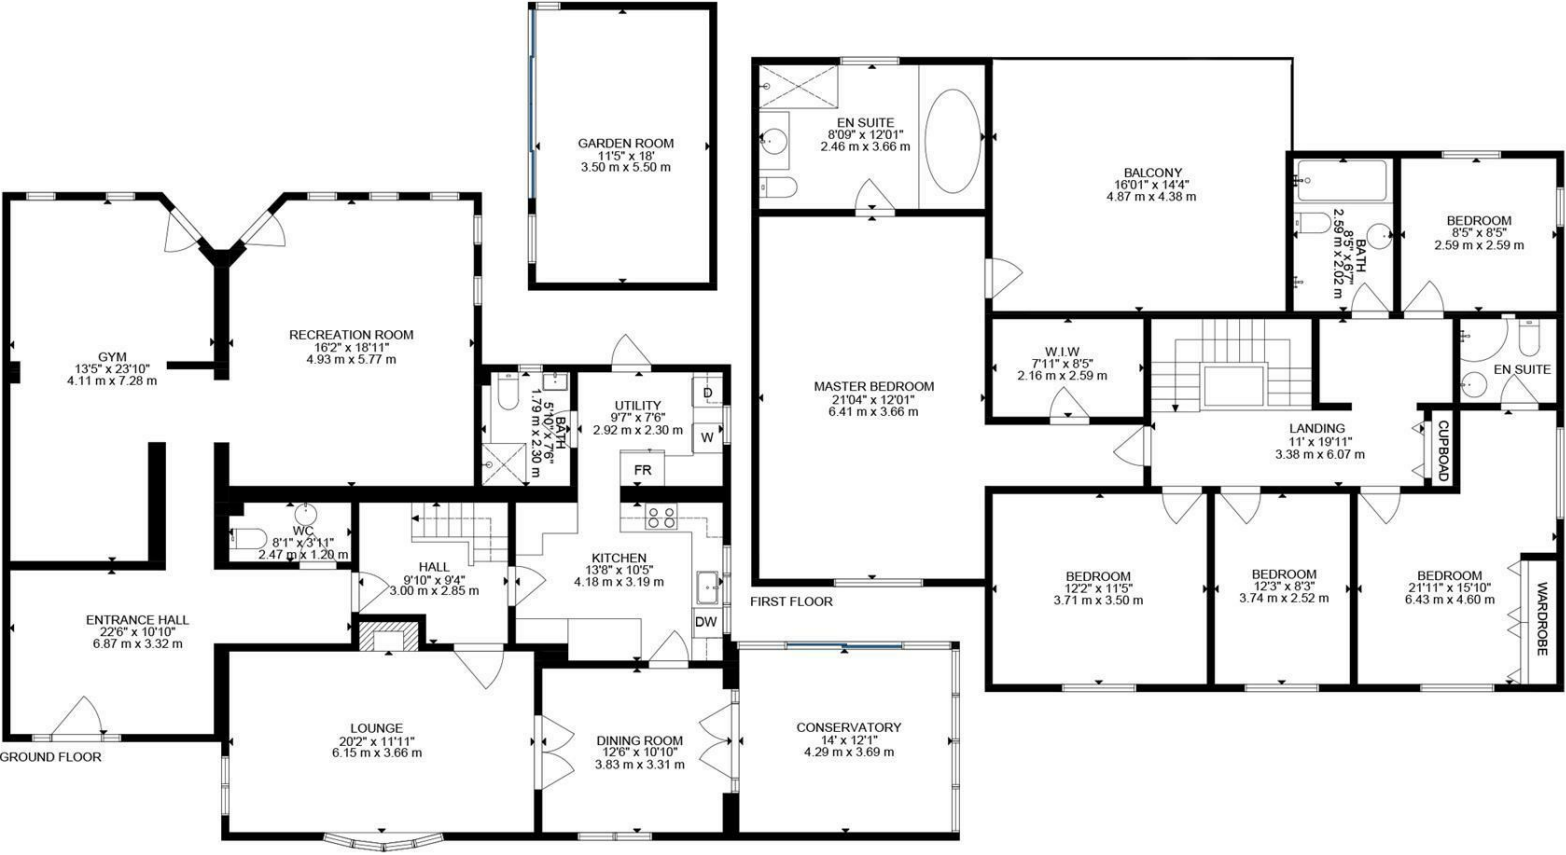 GARDEN ROOM
11'5" x 18'
3.50 m x 5.50 m
GYM
13'5" x 23'10"
4.11 m x 7.28 m
RECREATION ROOM
16'2" x 18'11"
4.93 m x 5.77 m
BATH
5'10" x 7'6"
1.79 m x 2.30 m
UTILITY
9'7" x 7'6"
2.92 m x 2.30 m
D
W
FR
WC
8'1" x 3'11"
2.47 m x 1.20 m
HALL
9'10" x 9'4"
3.00 m x 2.85 m
KITCHEN
13'8" x 10'5"
4.18 m x 3.19 m
DW
ENTRANCE HALL
22'6" x 10'10"
6.87 m x 3.32 m
LOUNGE
20'2" x 11'11"
6.15 m x 3.66 m
DINING ROOM
12'6" x 10'10"
3.83 m x 3.31 m
CONSERVATORY
14' x 12'1"
4.29 m x 3.69 m
GROUND FLOOR
EN SUITE
8'09" x 12'01"
2.46 m x 3.66 m
BALCONY
16'01" x 14'4"
4.87 m x 4.38 m
BATH
8'5" x 6'7"
2.59 m x 2.02 m
BEDROOM
8'5" x 8'5"
2.59 m x 2.59 m
MASTER BEDROOM
21'04" x 12'01"
6.41 m x 3.66 m
W.I.W
7'11" x 8'5"
2.16 m x 2.59 m
EN SUITE
LANDING
11' x 19'11"
3.38 m x 6.07 m
CUPBOAD
BEDROOM
12'2" x 11'5"
3.71 m x 3.50 m
BEDROOM
12'3" x 8'3"
3.74 m x 2.52 m
BEDROOM
21'11" x 15'10"
6.43 m x 4.60 m
WARDROBE
FIRST FLOOR